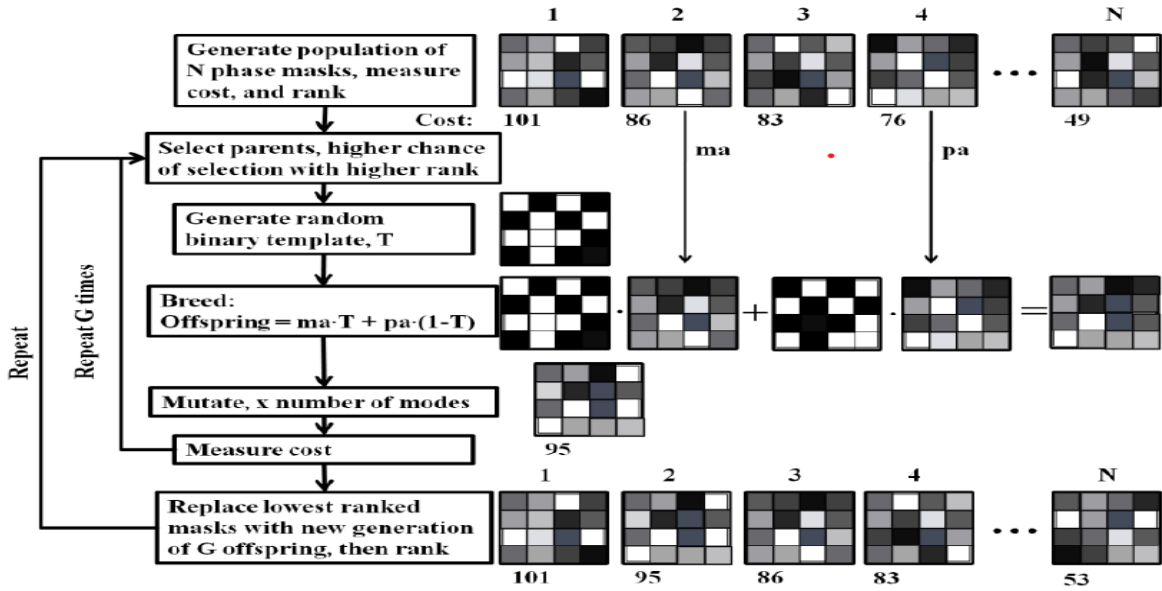 1 2 3 4 N
Generate population of
N phase masks, measure
cost, and rank
Cost: 101 86 83 76 49
Select parents, higher chance
of selection with higher rank
ma pa
Generate random
binary template, T
Breed:
Offspring = ma·T + pa·(1-T)
· + · =
Repeat
Repeat G times
Mutate, x number of modes
95
Measure cost
1 2 3 4 N
Replace lowest ranked
masks with new generation
of G offspring, then rank
101 95 86 83 53